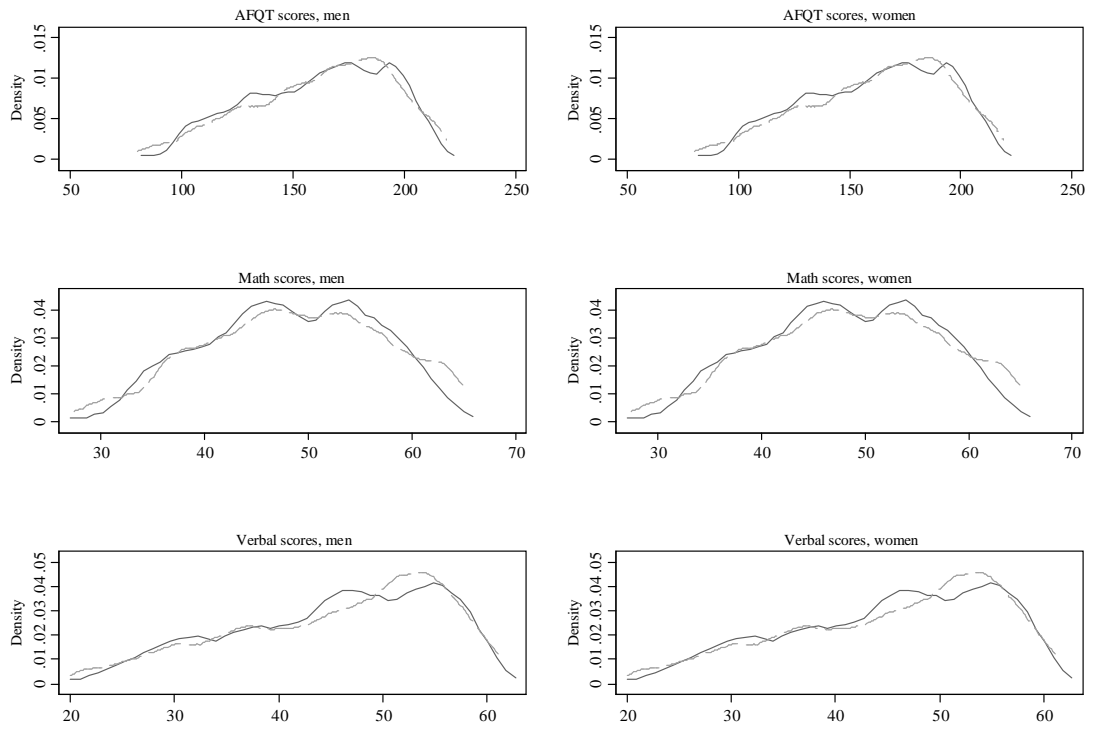 AFQT scores, men
Density
0 .005 .01 .015
50 100 150 200 250
AFQT scores, women
Density
0 .005 .01 .015
50 100 150 200 250
Math scores, men
Density
0 .01 .02 .03 .04
30 40 50 60 70
Math scores, women
Density
0 .01 .02 .03 .04
30 40 50 60 70
Verbal scores, men
Density
0 .01 .02 .03 .04 .05
20 30 40 50 60
Verbal scores, women
Density
0 .01 .02 .03 .04 .05
20 30 40 50 60